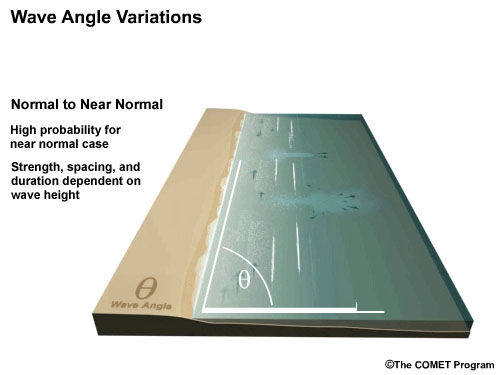 Wave Angle Variations
Normal to Near Normal
High probability for
near normal case
Strength, spacing, and
duration dependent on
wave height
θ
θ
Wave Angle
©The COMET Program